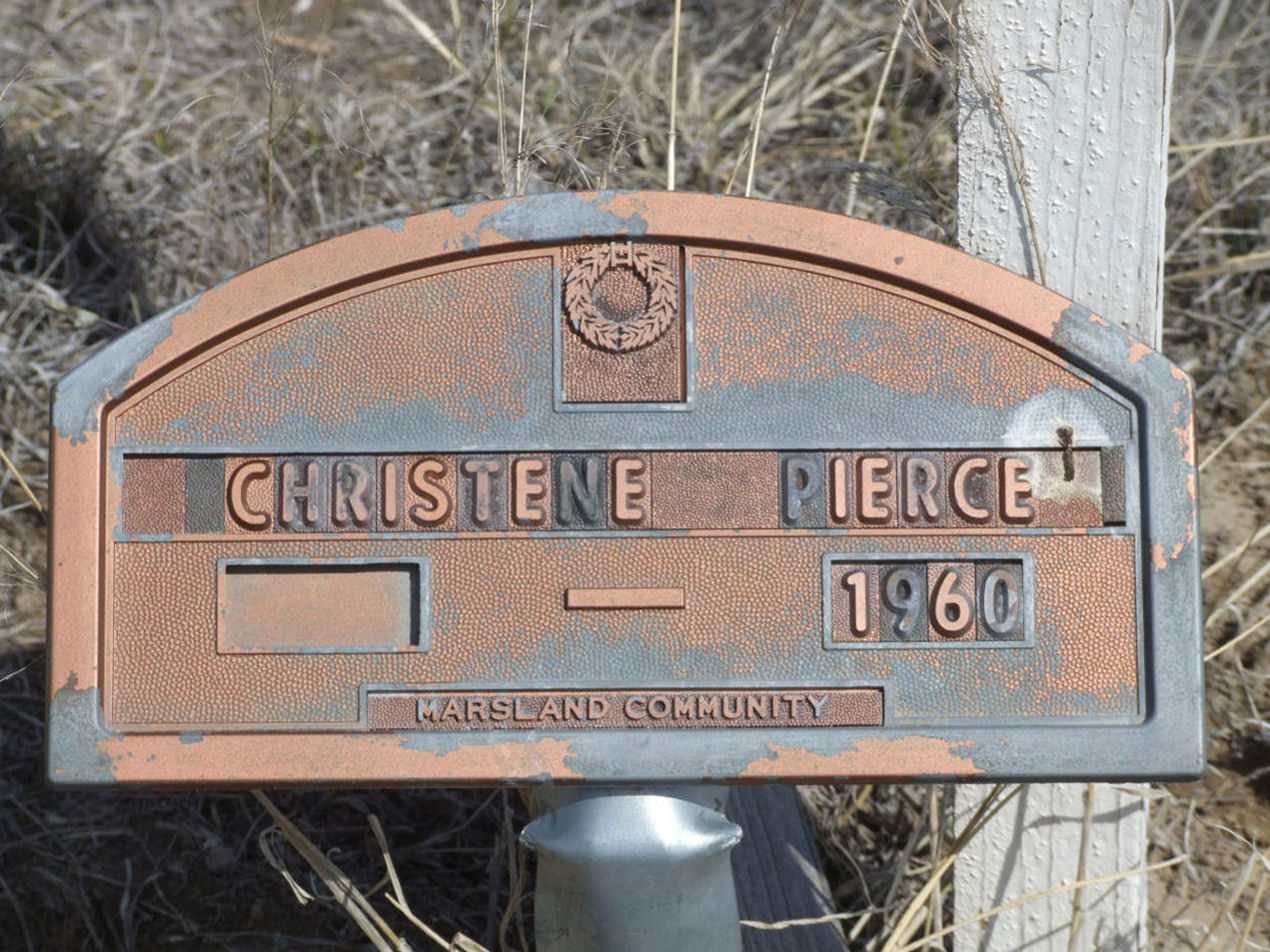 CHRISTENE PIERCE
— 1960
MARSLAND COMMUNITY